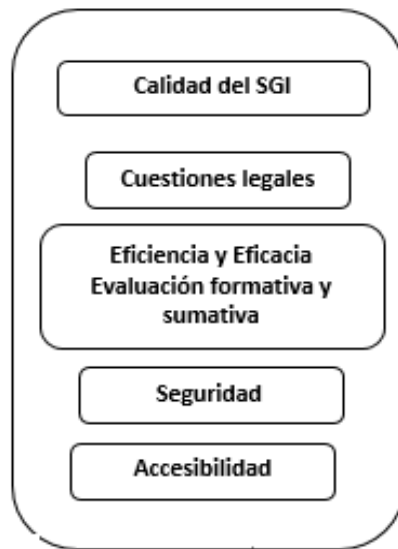 Calidad del SGI
Cuestiones legales
Eficiencia y Eficacia
Evaluación formativa y
sumativa
Seguridad
Accesibilidad